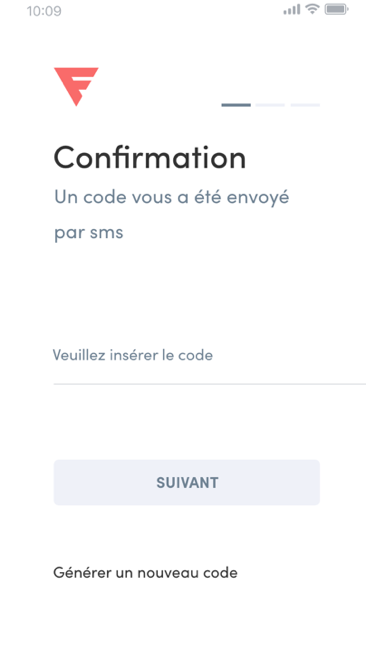 10:09
Confirmation
Un code vous a été envoyé
par sms
Veuillez insérer le code
SUIVANT
Générer un nouveau code